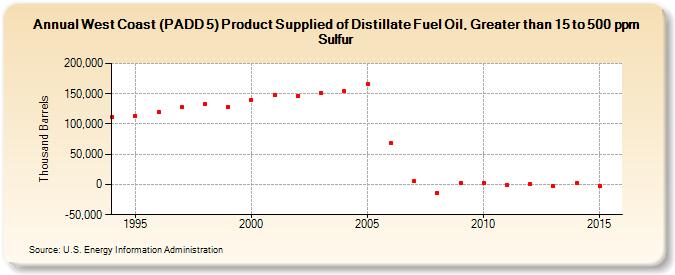 Annual West Coast (PADD 5) Product Supplied of Distillate Fuel Oil, Greater than 15 to 500 ppm
Sulfur
Thousand Barrels
200,000
150,000
100,000
50,000
0
-50,000
1995
2000
2005
2010
2015
Source: U.S. Energy Information Administration